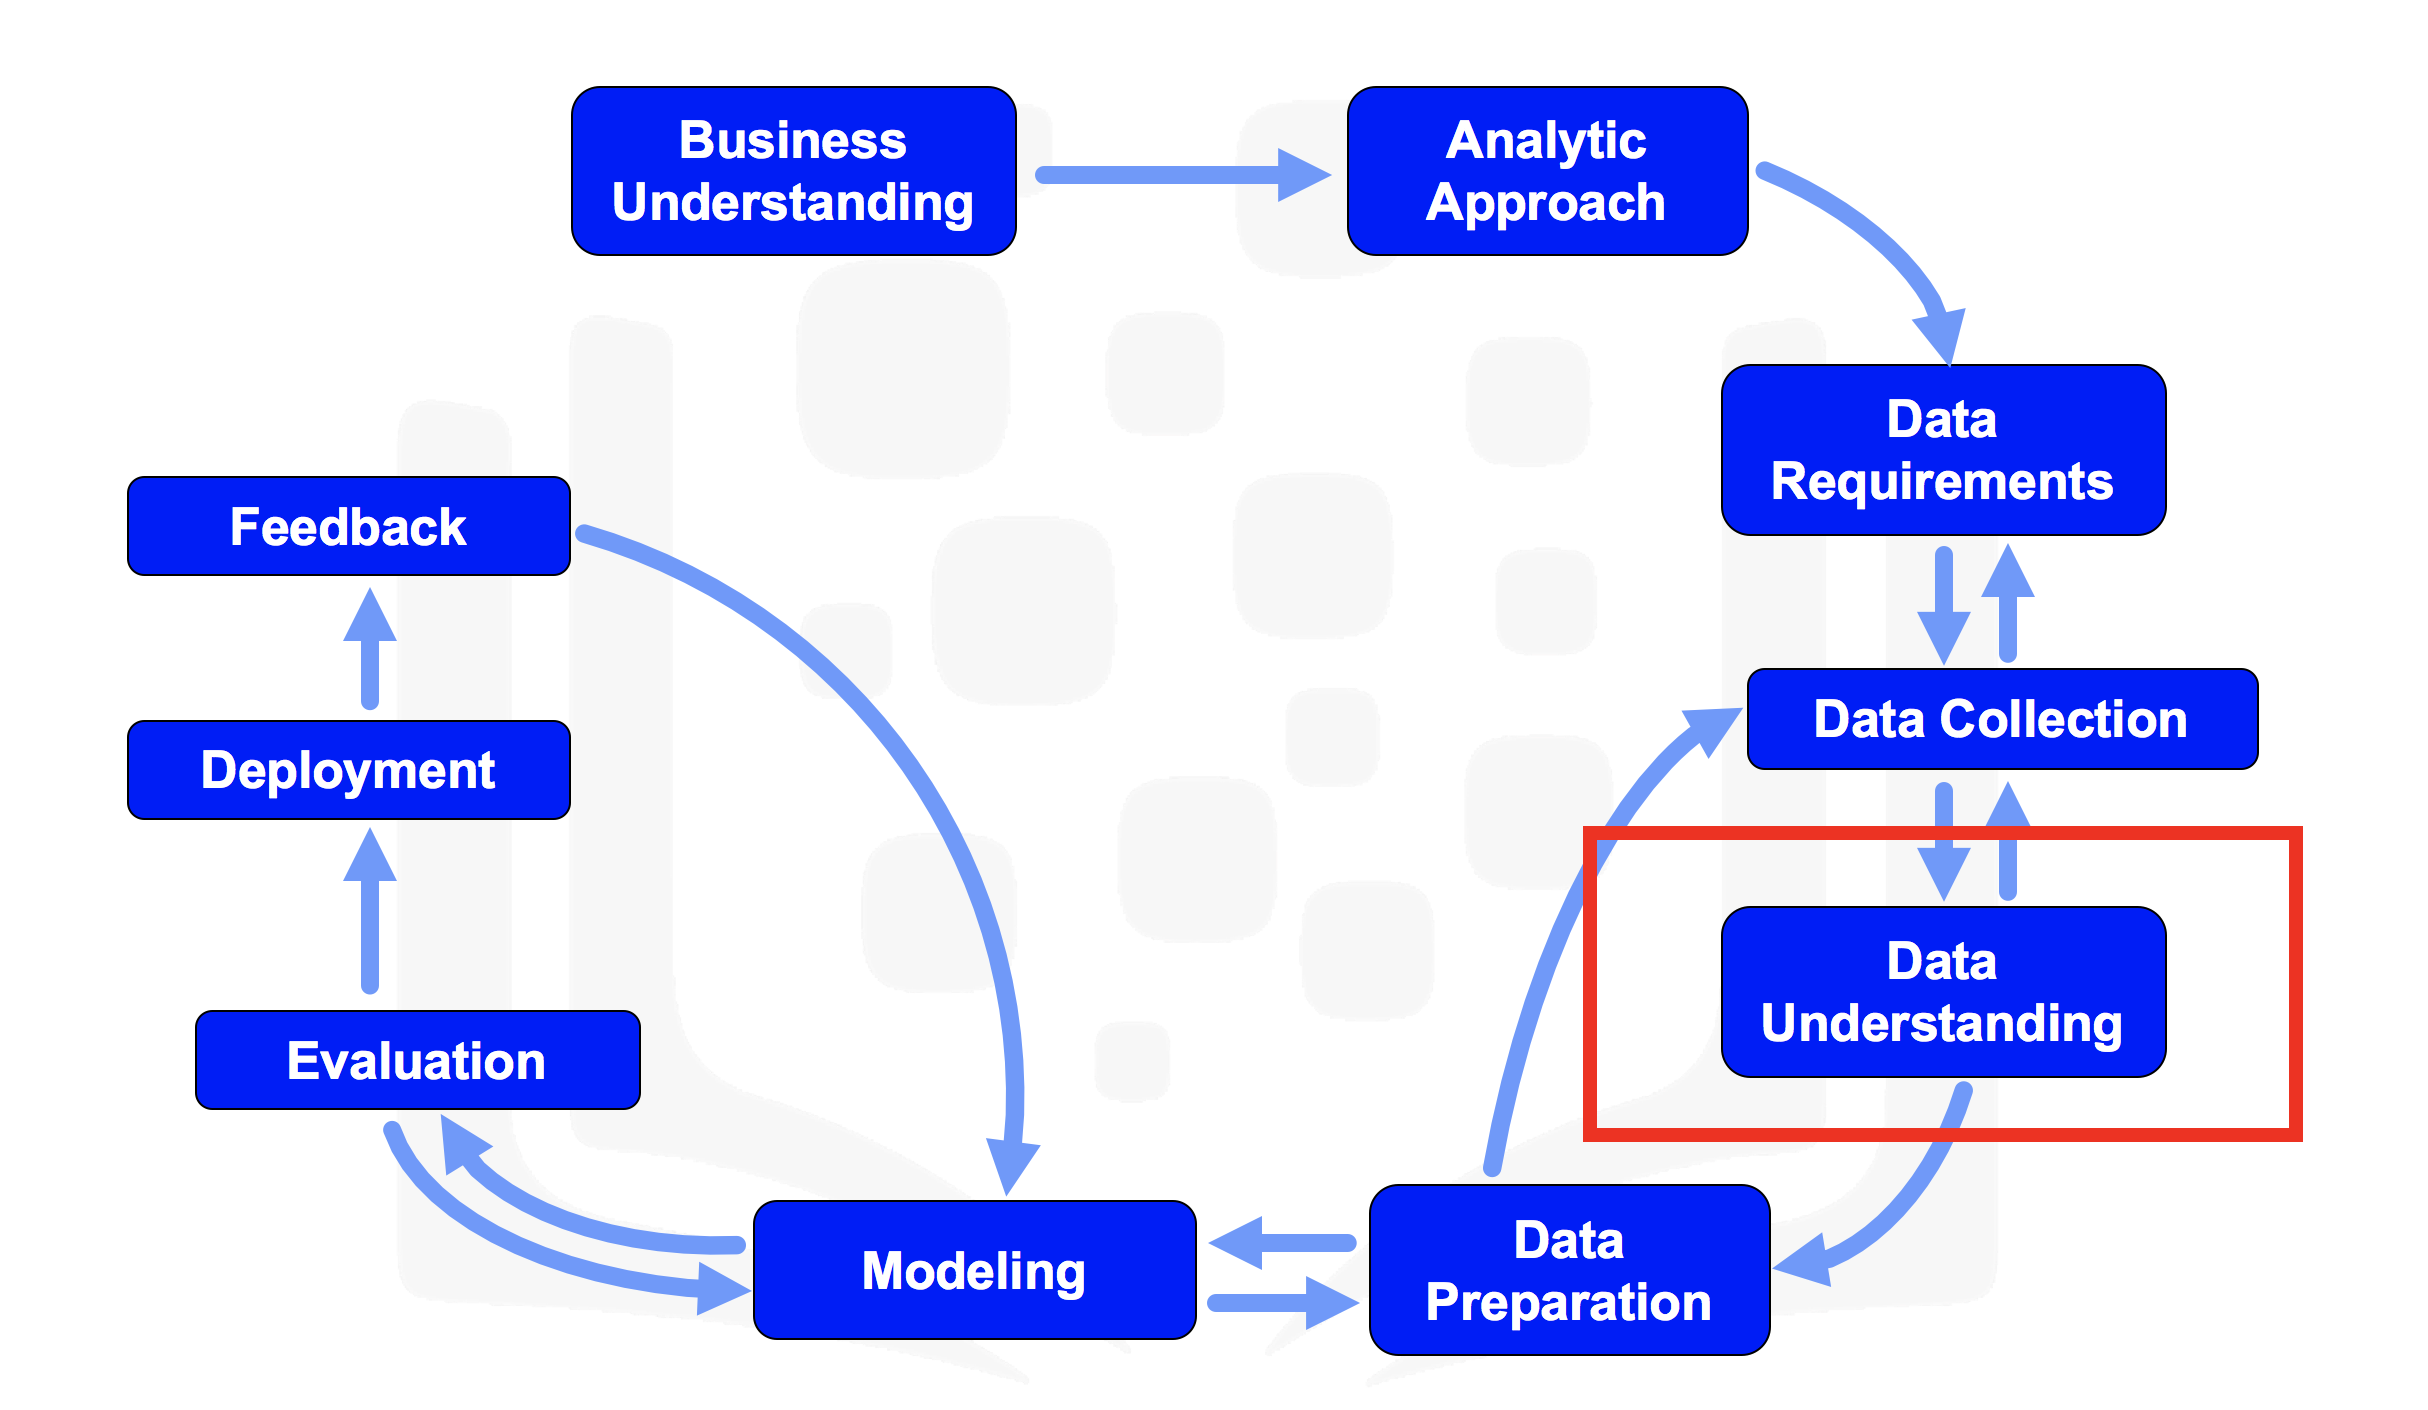 Business
Understanding
Analytic
Approach
Data
Requirements
Feedback
Data Collection
Deployment
Data
Understanding
Evaluation
Modeling
Data
Preparation